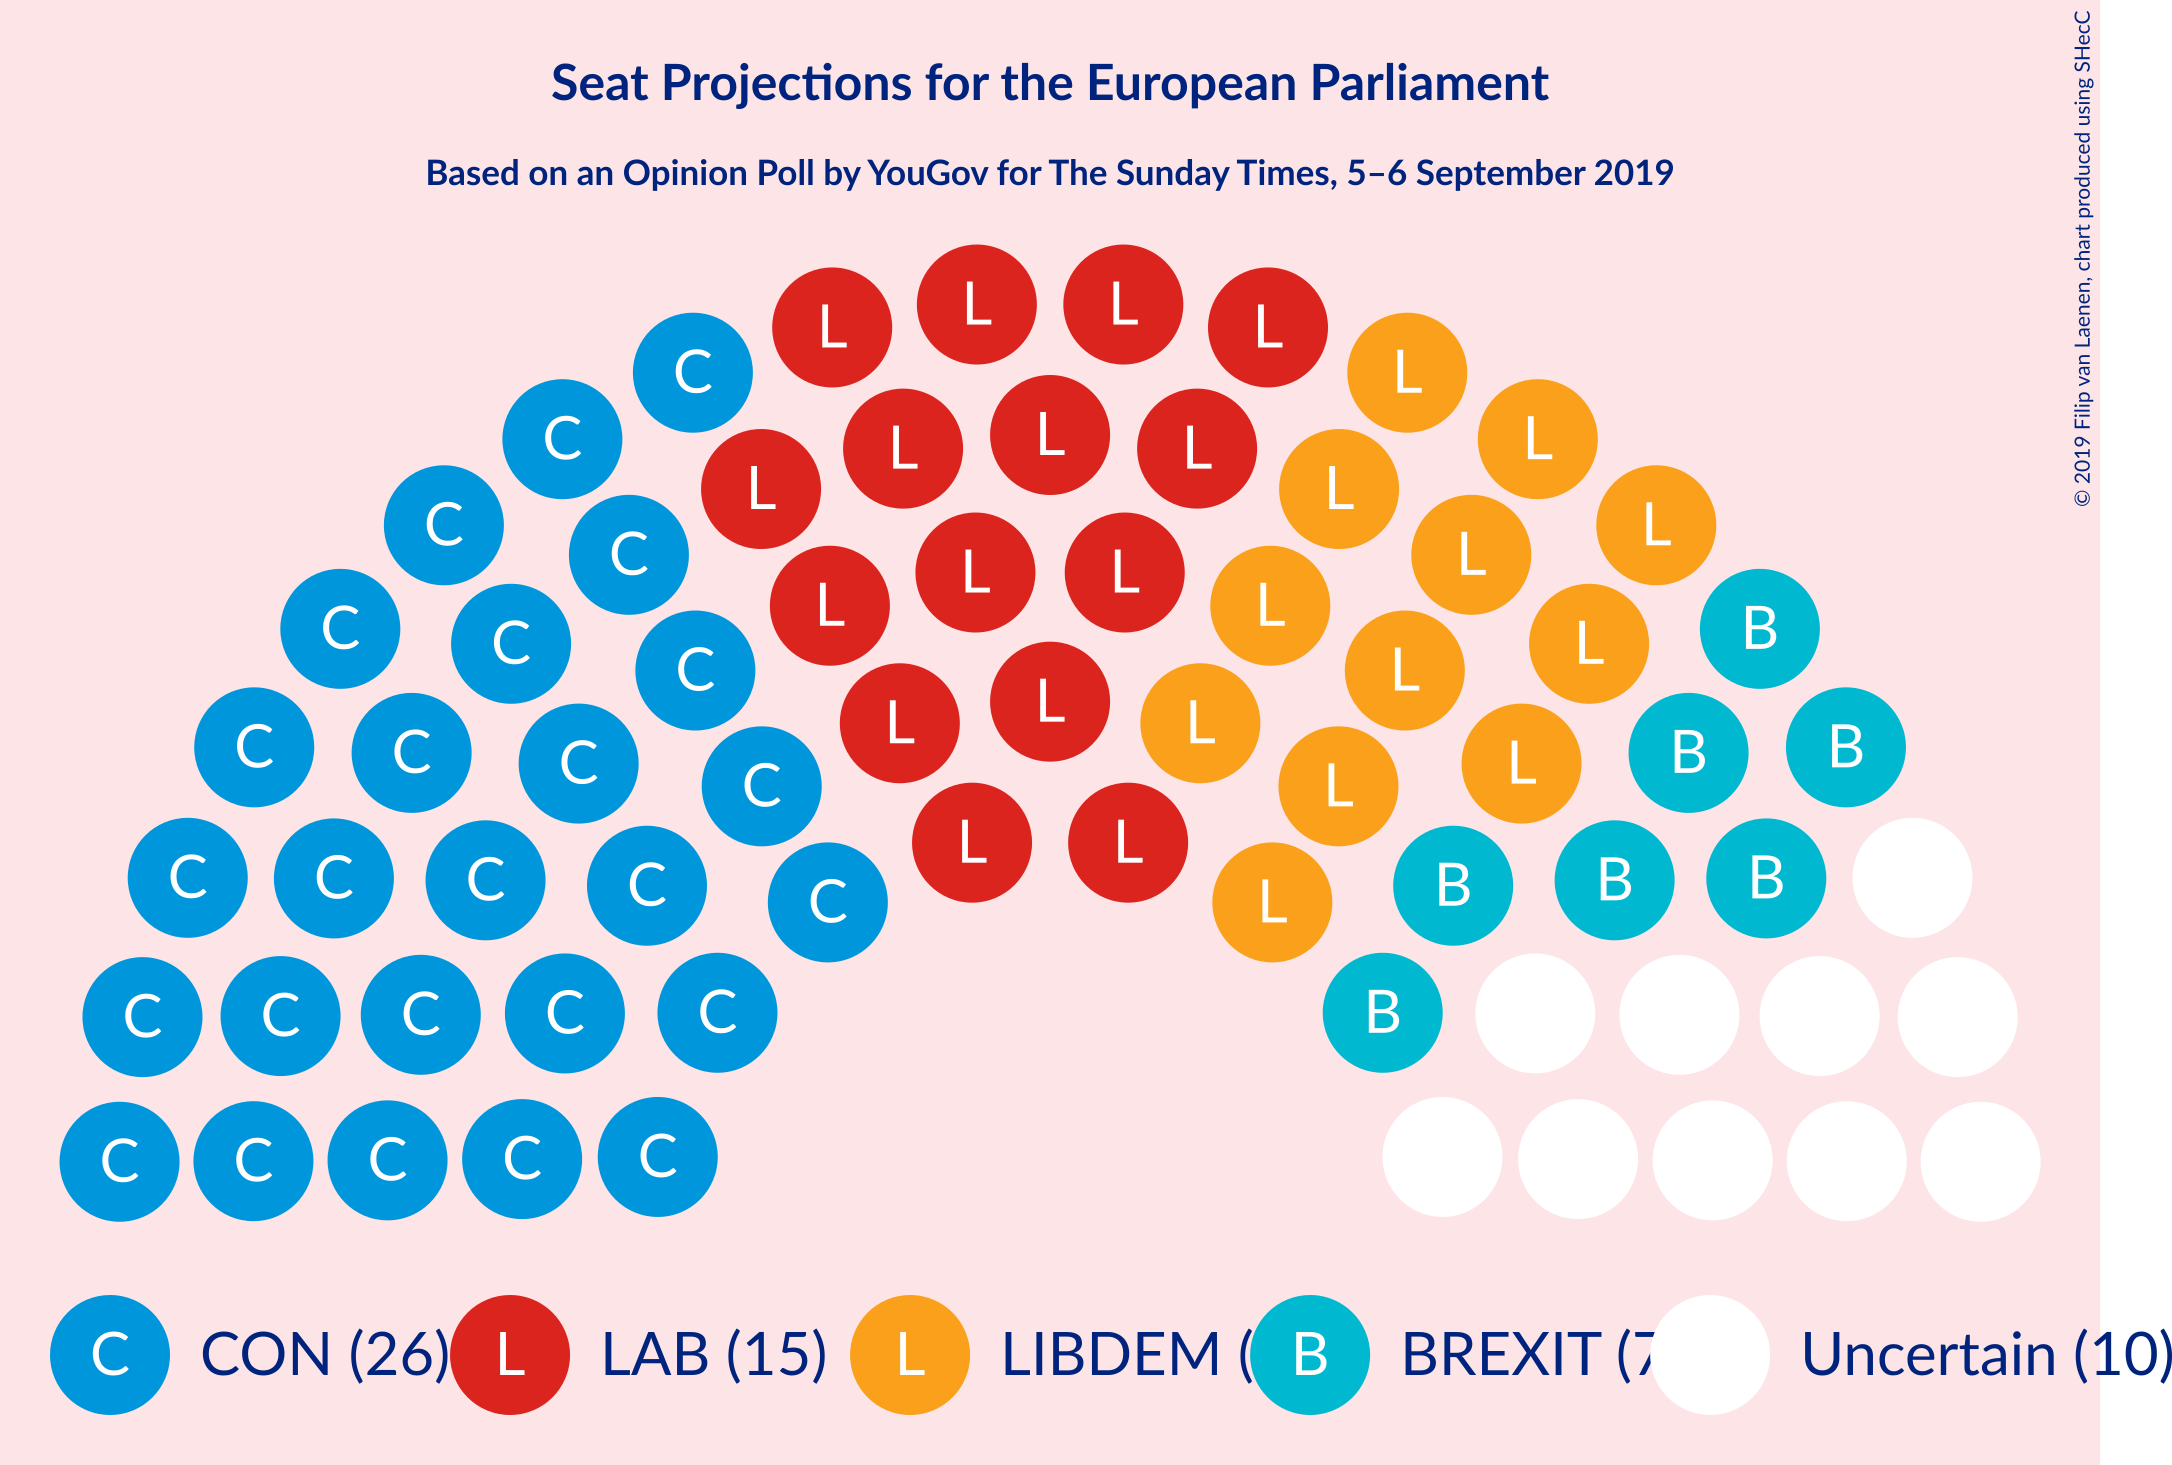 Seat Projections for the European Parliament
Based on an Opinion Poll by YouGov for The Sunday Times, 5–6 September 2019
© 2019 Filip van Laenen, chart produced using SHecC
L L L L
C L
C L L L L
C L L
C L L L L
C L L
C C L L B
C C L L
C C L L B B
C C C C L L B B B
C L
C C C C C B
C C C C C
C CON (26) L LAB (15) L LIBDEM ( B BREXIT (7 Uncertain (10)